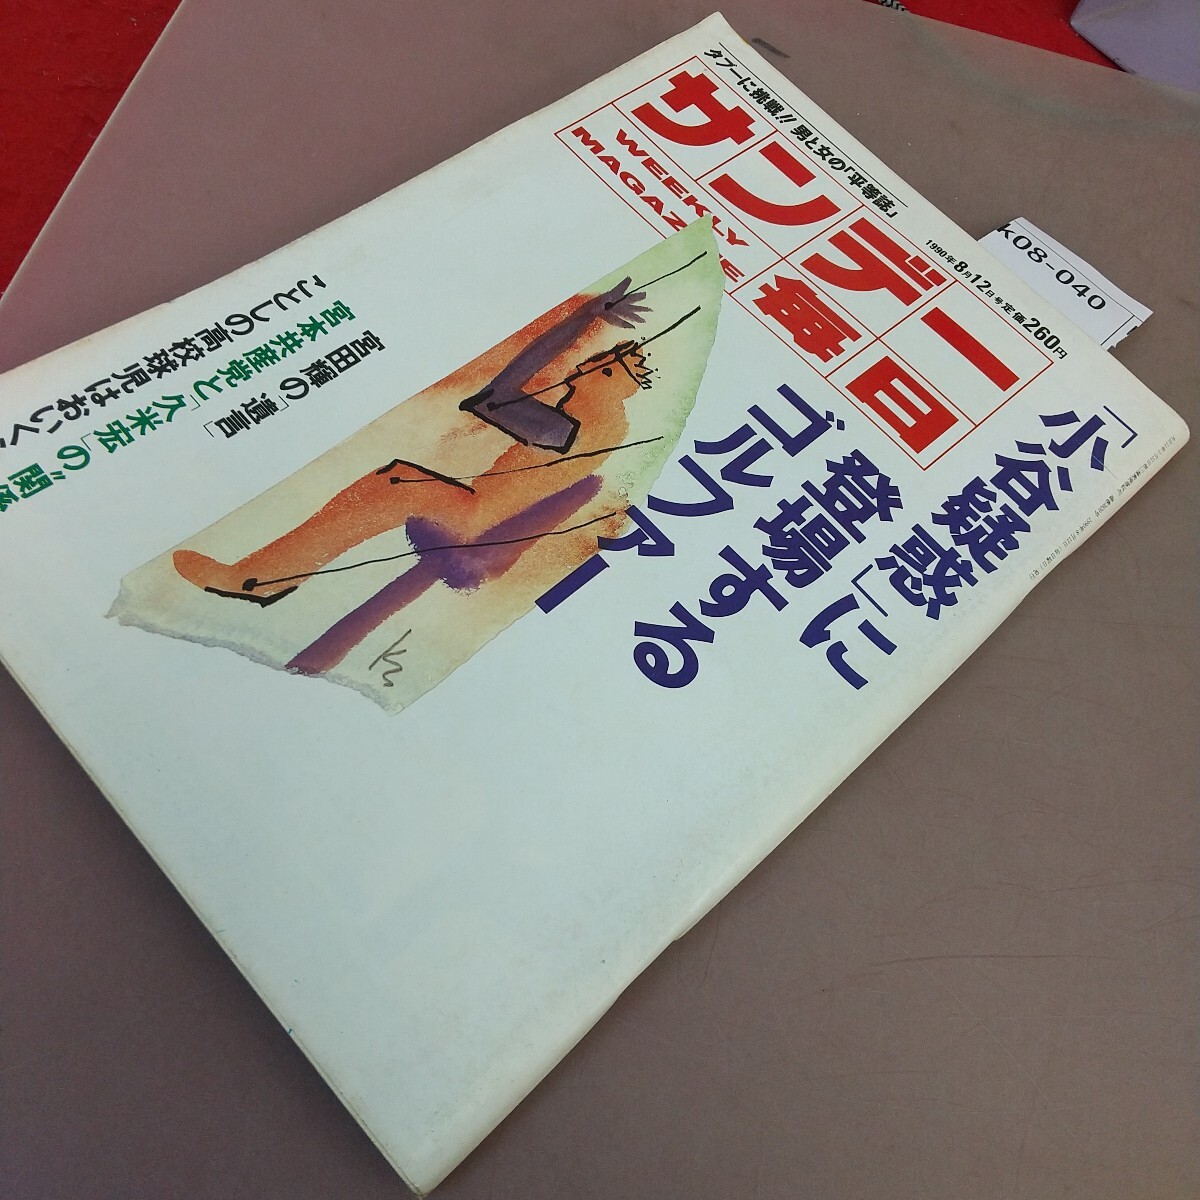 タブーに挑戦!! 男と女の「平等誌」
サンデー
毎日
WEEKLY
MAGAZINE
1990年8月12日号定価260円
k08-040
「小谷疑惑」に
登場する
ゴルファー
宮田輝の「遺言」
宮本共産党と「久米宏」の"関係
ことしの高校球児はおいく